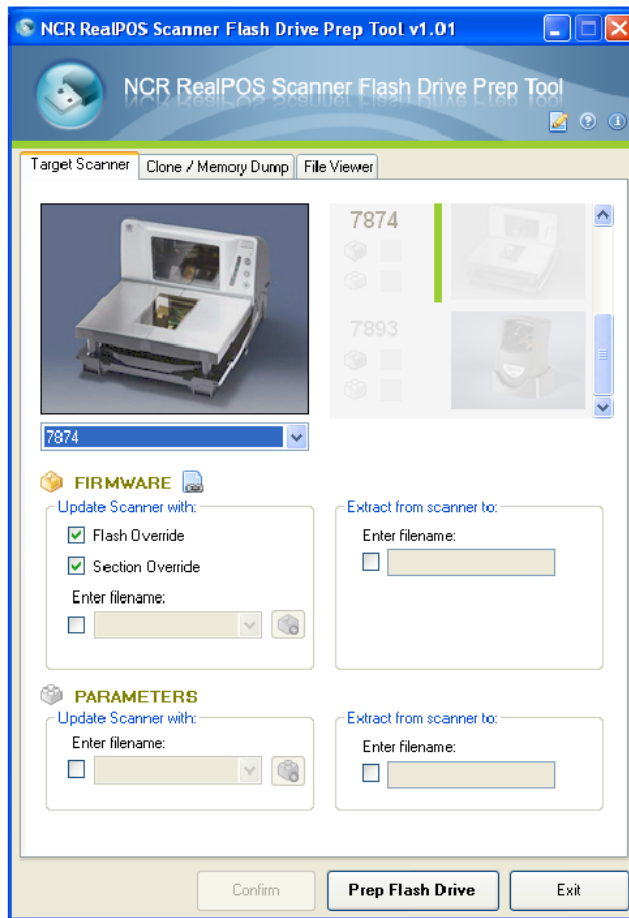 NCR RealPOS Scanner Flash Drive Prep Tool v1.01
NCR RealPOS Scanner Flash Drive Prep Tool
Target Scanner
Clone / Memory Dump
File Viewer
7874
7893
7874
FIRMWARE
Update Scanner with:
Flash Override
Section Override
Enter filename:
Extract from scanner to:
Enter filename:
PARAMETERS
Update Scanner with:
Enter filename:
Extract from scanner to:
Enter filename:
Confirm
Prep Flash Drive
Exit